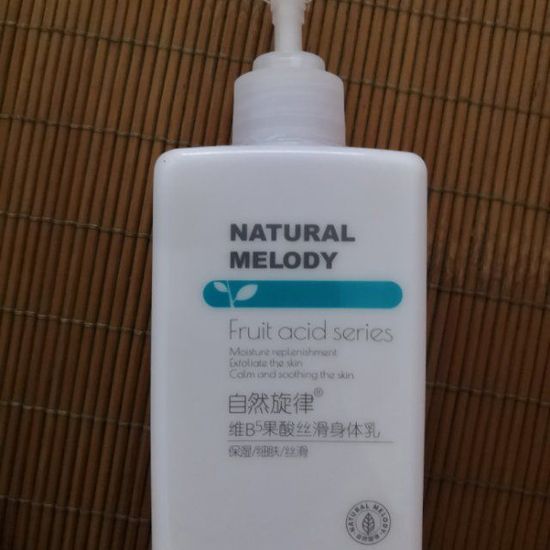 NATURAL
MELODY
Fruit acid series
Moisture replenishment
Exfoliate the skin
Calm and soothing the skin
自然旋律®
维B⁵果酸丝滑身体乳
保湿/细肤/丝滑
NATURAL MELODY